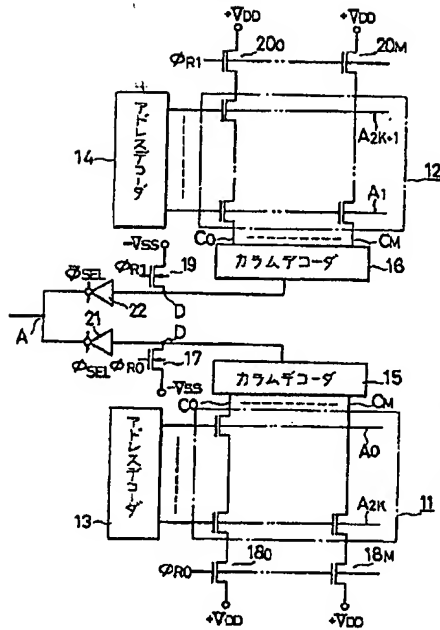 +VDD +VDD
φR1 20₀ 20M
アドレスデコーダ
14
A2K+1
12
A1
C0 CM
-VSS
カラムデコーダ
16
φR1 19
φ̄SEL
22
D
A
21
D
φSEL φR0 17
カラムデコーダ
15
-VSS
C0 CM
アドレスデコーダ
13
A0
11
A2K
φR0 18₀ 18M
+VDD +VDD